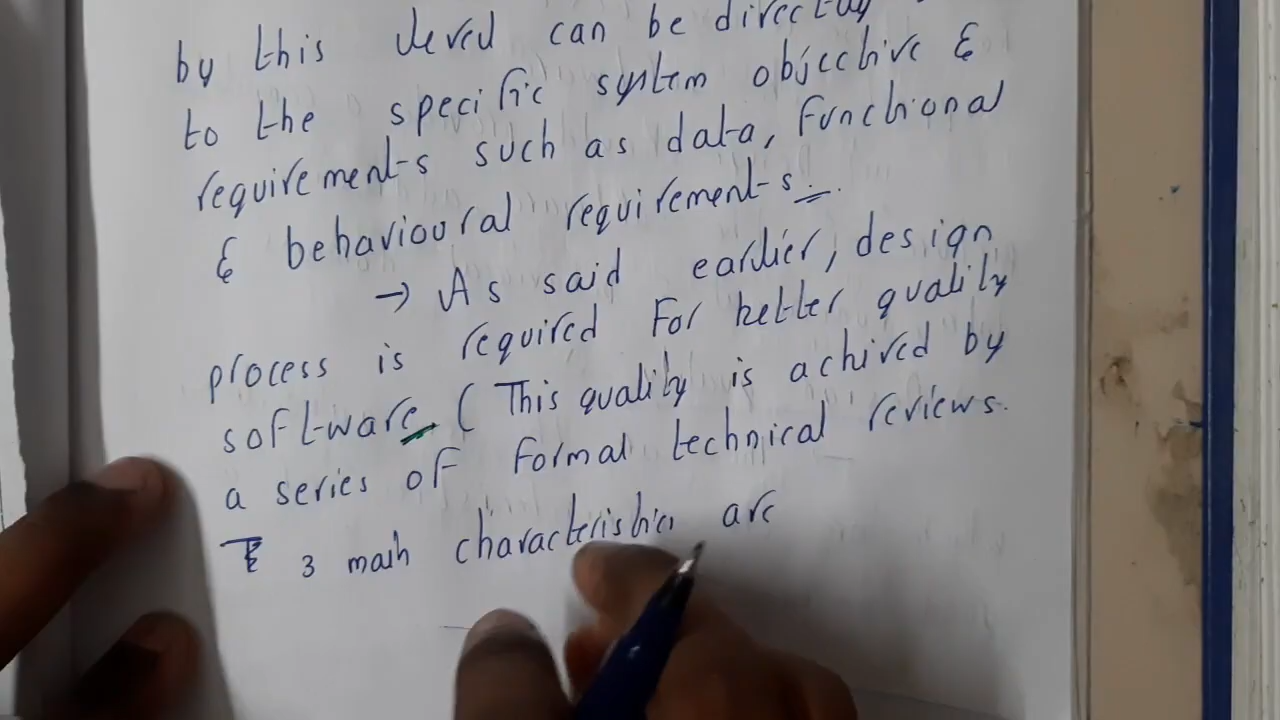 by this level can be directly
to the specific system objective &
requirements such as data, functional
& behavioural requirements.
→ As said earlier, design
process is required for better quality
software (This quality is achived by
a series of formal technical reviews.
& 3 main characteristics are